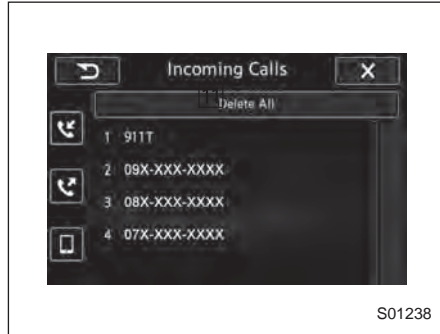 Incoming Calls
Delete All
1 911T
2 09X-XXX-XXXX
3 08X-XXX-XXXX
4 07X-XXX-XXXX
S01238